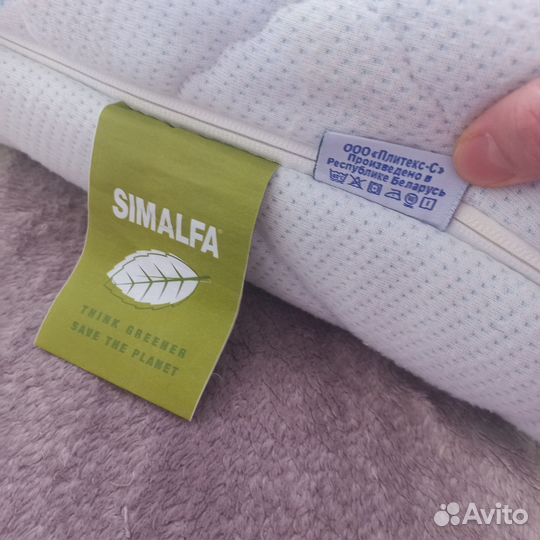 SIMALFA®
THINK GREENER
SAVE THE PLANET
ООО «Плитекс-С»
Произведено в
Республике Беларусь
Avito